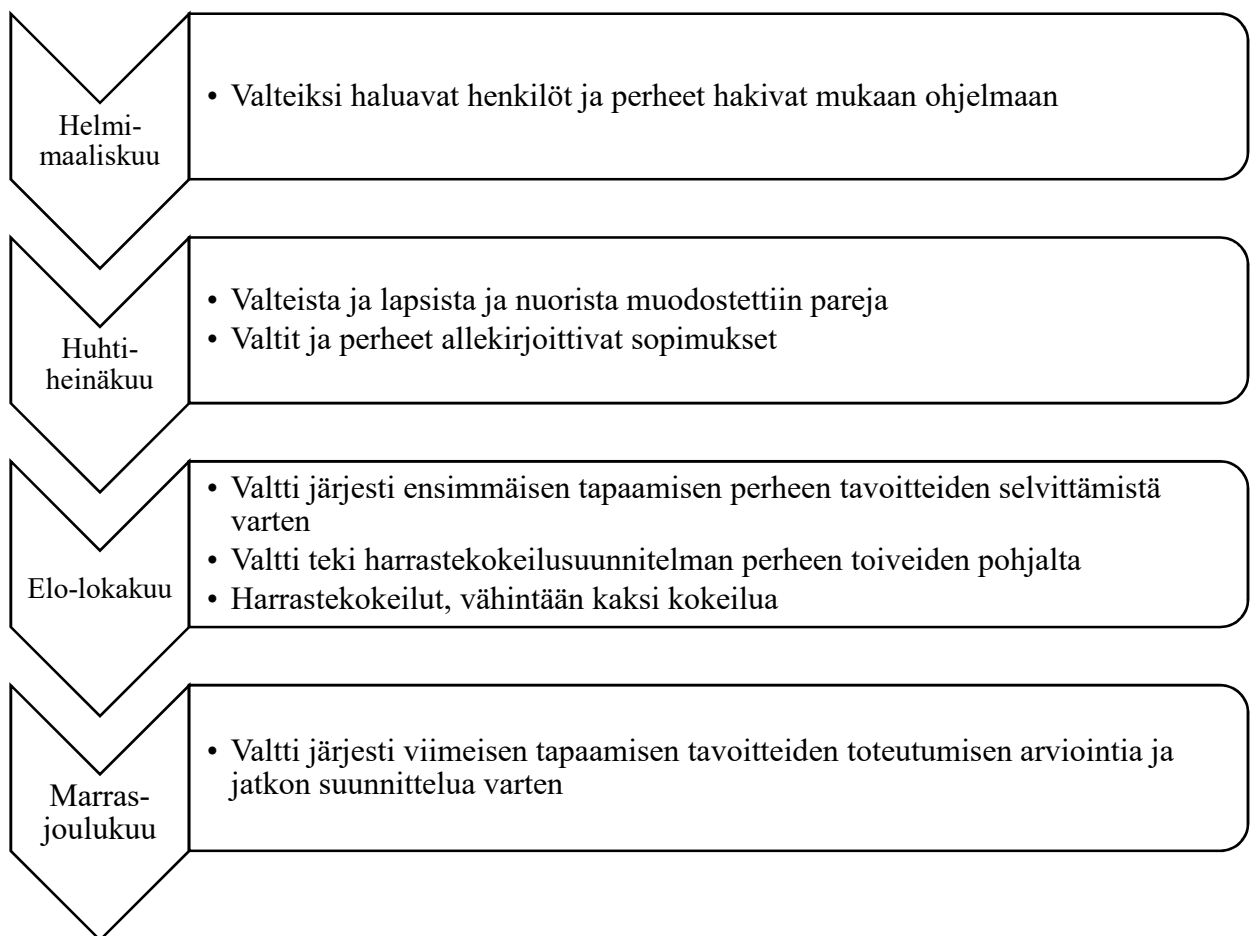 Helmi-
maaliskuu
• Valteiksi haluavat henkilöt ja perheet hakivat mukaan ohjelmaan
Huhti-
heinäkuu
• Valteista ja lapsista ja nuorista muodostettiin pareja
• Valtit ja perheet allekirjoittivat sopimukset
Elo-lokakuu
• Valtti järjesti ensimmäisen tapaamisen perheen tavoitteiden selvittämistä
varten
• Valtti teki harrastekokeilusuunnitelman perheen toiveiden pohjalta
• Harrastekokeilut, vähintään kaksi kokeilua
Marras-
joulukuu
• Valtti järjesti viimeisen tapaamisen tavoitteiden toteutumisen arviointia ja
jatkon suunnittelua varten